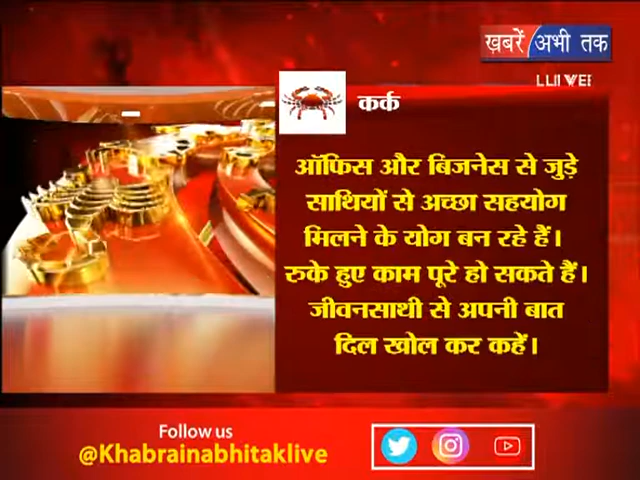 ख़बरें अभी तक
कर्क
ऑफिस और बिजनेस से जुड़े
साथियों से अच्छा सहयोग
मिलने के योग बन रहे हैं।
रुके हुए काम पूरे हो सकते हैं।
जीवनसाथी से अपनी बात
दिल खोल कर कहें।
Follow us
@Khabrainabhitaklive